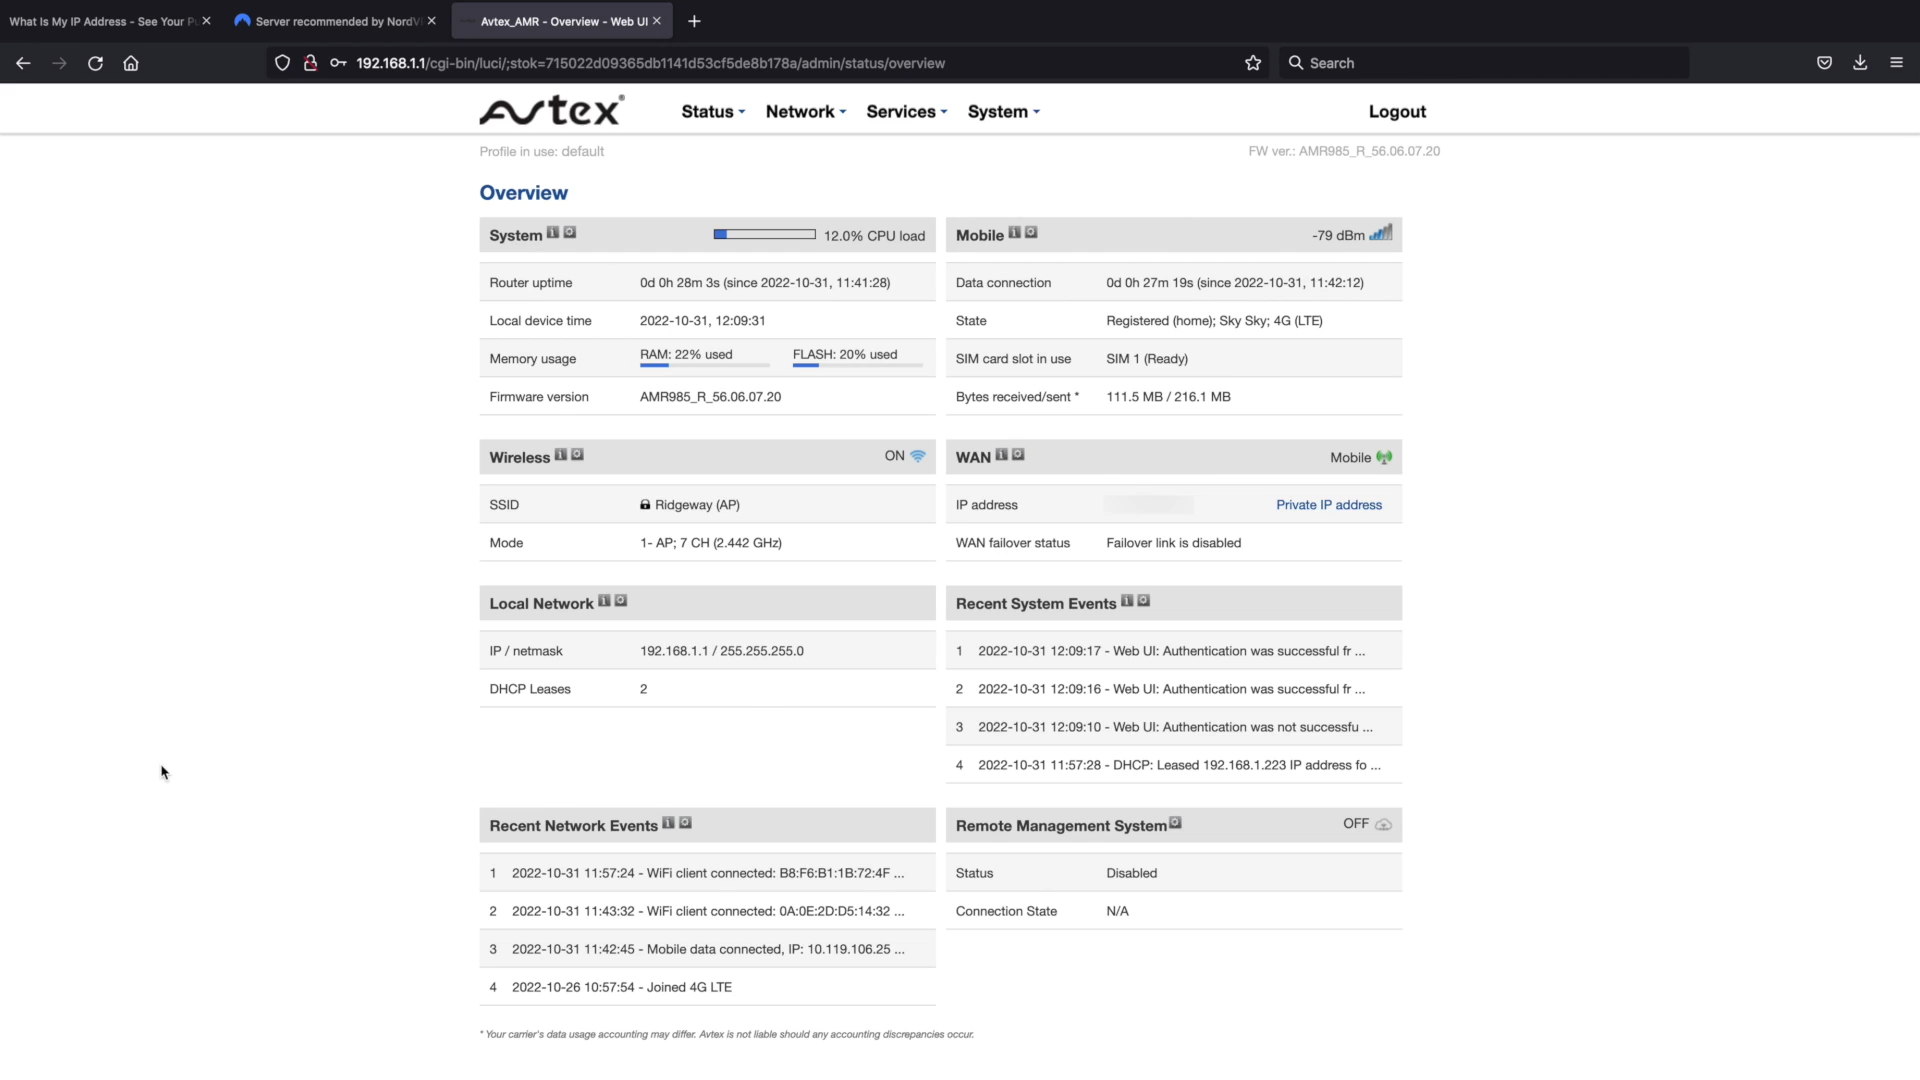 What Is My IP Address - See Your P
Server recommended by NordV
Avtex_AMR - Overview - Web UI
192.168.1.1/cgi-bin/luci/;stok=715022d09365db1141d53cf5de8b178a/admin/status/overview
Search
Avtex®
Status
Network
Services
System
Logout
Profile in use: default
FW ver.: AMR985_R_56.06.07.20
Overview
System
12.0% CPU load
Router uptime 0d 0h 28m 3s (since 2022-10-31, 11:41:28)
Local device time 2022-10-31, 12:09:31
Memory usage RAM: 22% used FLASH: 20% used
Firmware version AMR985_R_56.06.07.20
Mobile
-79 dBm
Data connection 0d 0h 27m 19s (since 2022-10-31, 11:42:12)
State Registered (home); Sky Sky; 4G (LTE)
SIM card slot in use SIM 1 (Ready)
Bytes received/sent * 111.5 MB / 216.1 MB
Wireless
ON
SSID Ridgeway (AP)
Mode 1- AP; 7 CH (2.442 GHz)
WAN
Mobile
IP address Private IP address
WAN failover status Failover link is disabled
Local Network
IP / netmask 192.168.1.1 / 255.255.255.0
DHCP Leases 2
Recent System Events
1 2022-10-31 12:09:17 - Web UI: Authentication was successful fr ...
2 2022-10-31 12:09:16 - Web UI: Authentication was successful fr ...
3 2022-10-31 12:09:10 - Web UI: Authentication was not successfu ...
4 2022-10-31 11:57:28 - DHCP: Leased 192.168.1.223 IP address fo ...
Recent Network Events
1 2022-10-31 11:57:24 - WiFi client connected: B8:F6:B1:1B:72:4F ...
2 2022-10-31 11:43:32 - WiFi client connected: 0A:0E:2D:D5:14:32 ...
3 2022-10-31 11:42:45 - Mobile data connected, IP: 10.119.106.25 ...
4 2022-10-26 10:57:54 - Joined 4G LTE
Remote Management System
OFF
Status Disabled
Connection State N/A
* Your carrier's data usage accounting may differ. Avtex is not liable should any accounting discrepancies occur.